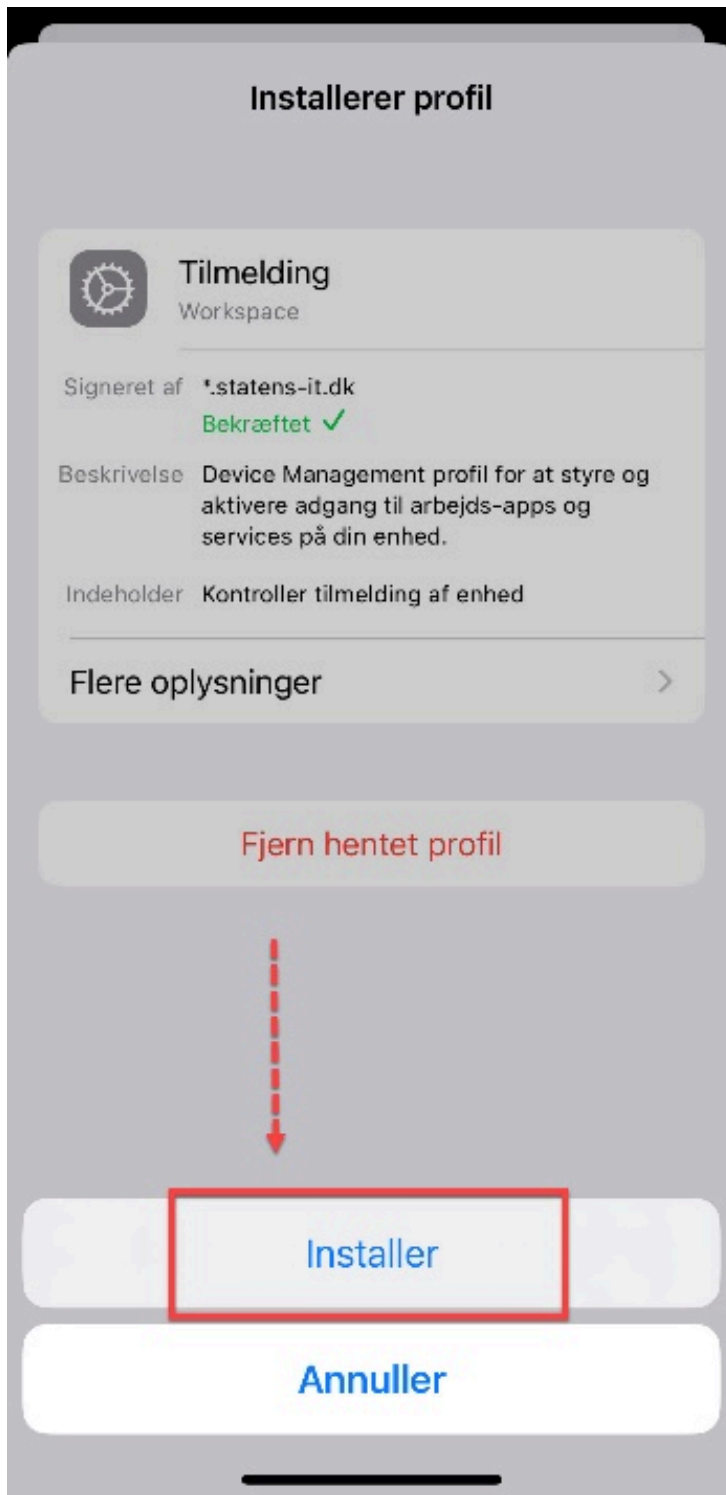 Installerer profil
Tilmelding
Workspace
Signeret af *.statens-it.dk
Bekræftet ✓
Beskrivelse Device Management profil for at styre og
aktivere adgang til arbejds-apps og
services på din enhed.
Indeholder Kontroller tilmelding af enhed
Flere oplysninger
Fjern hentet profil
Installer
Annuller